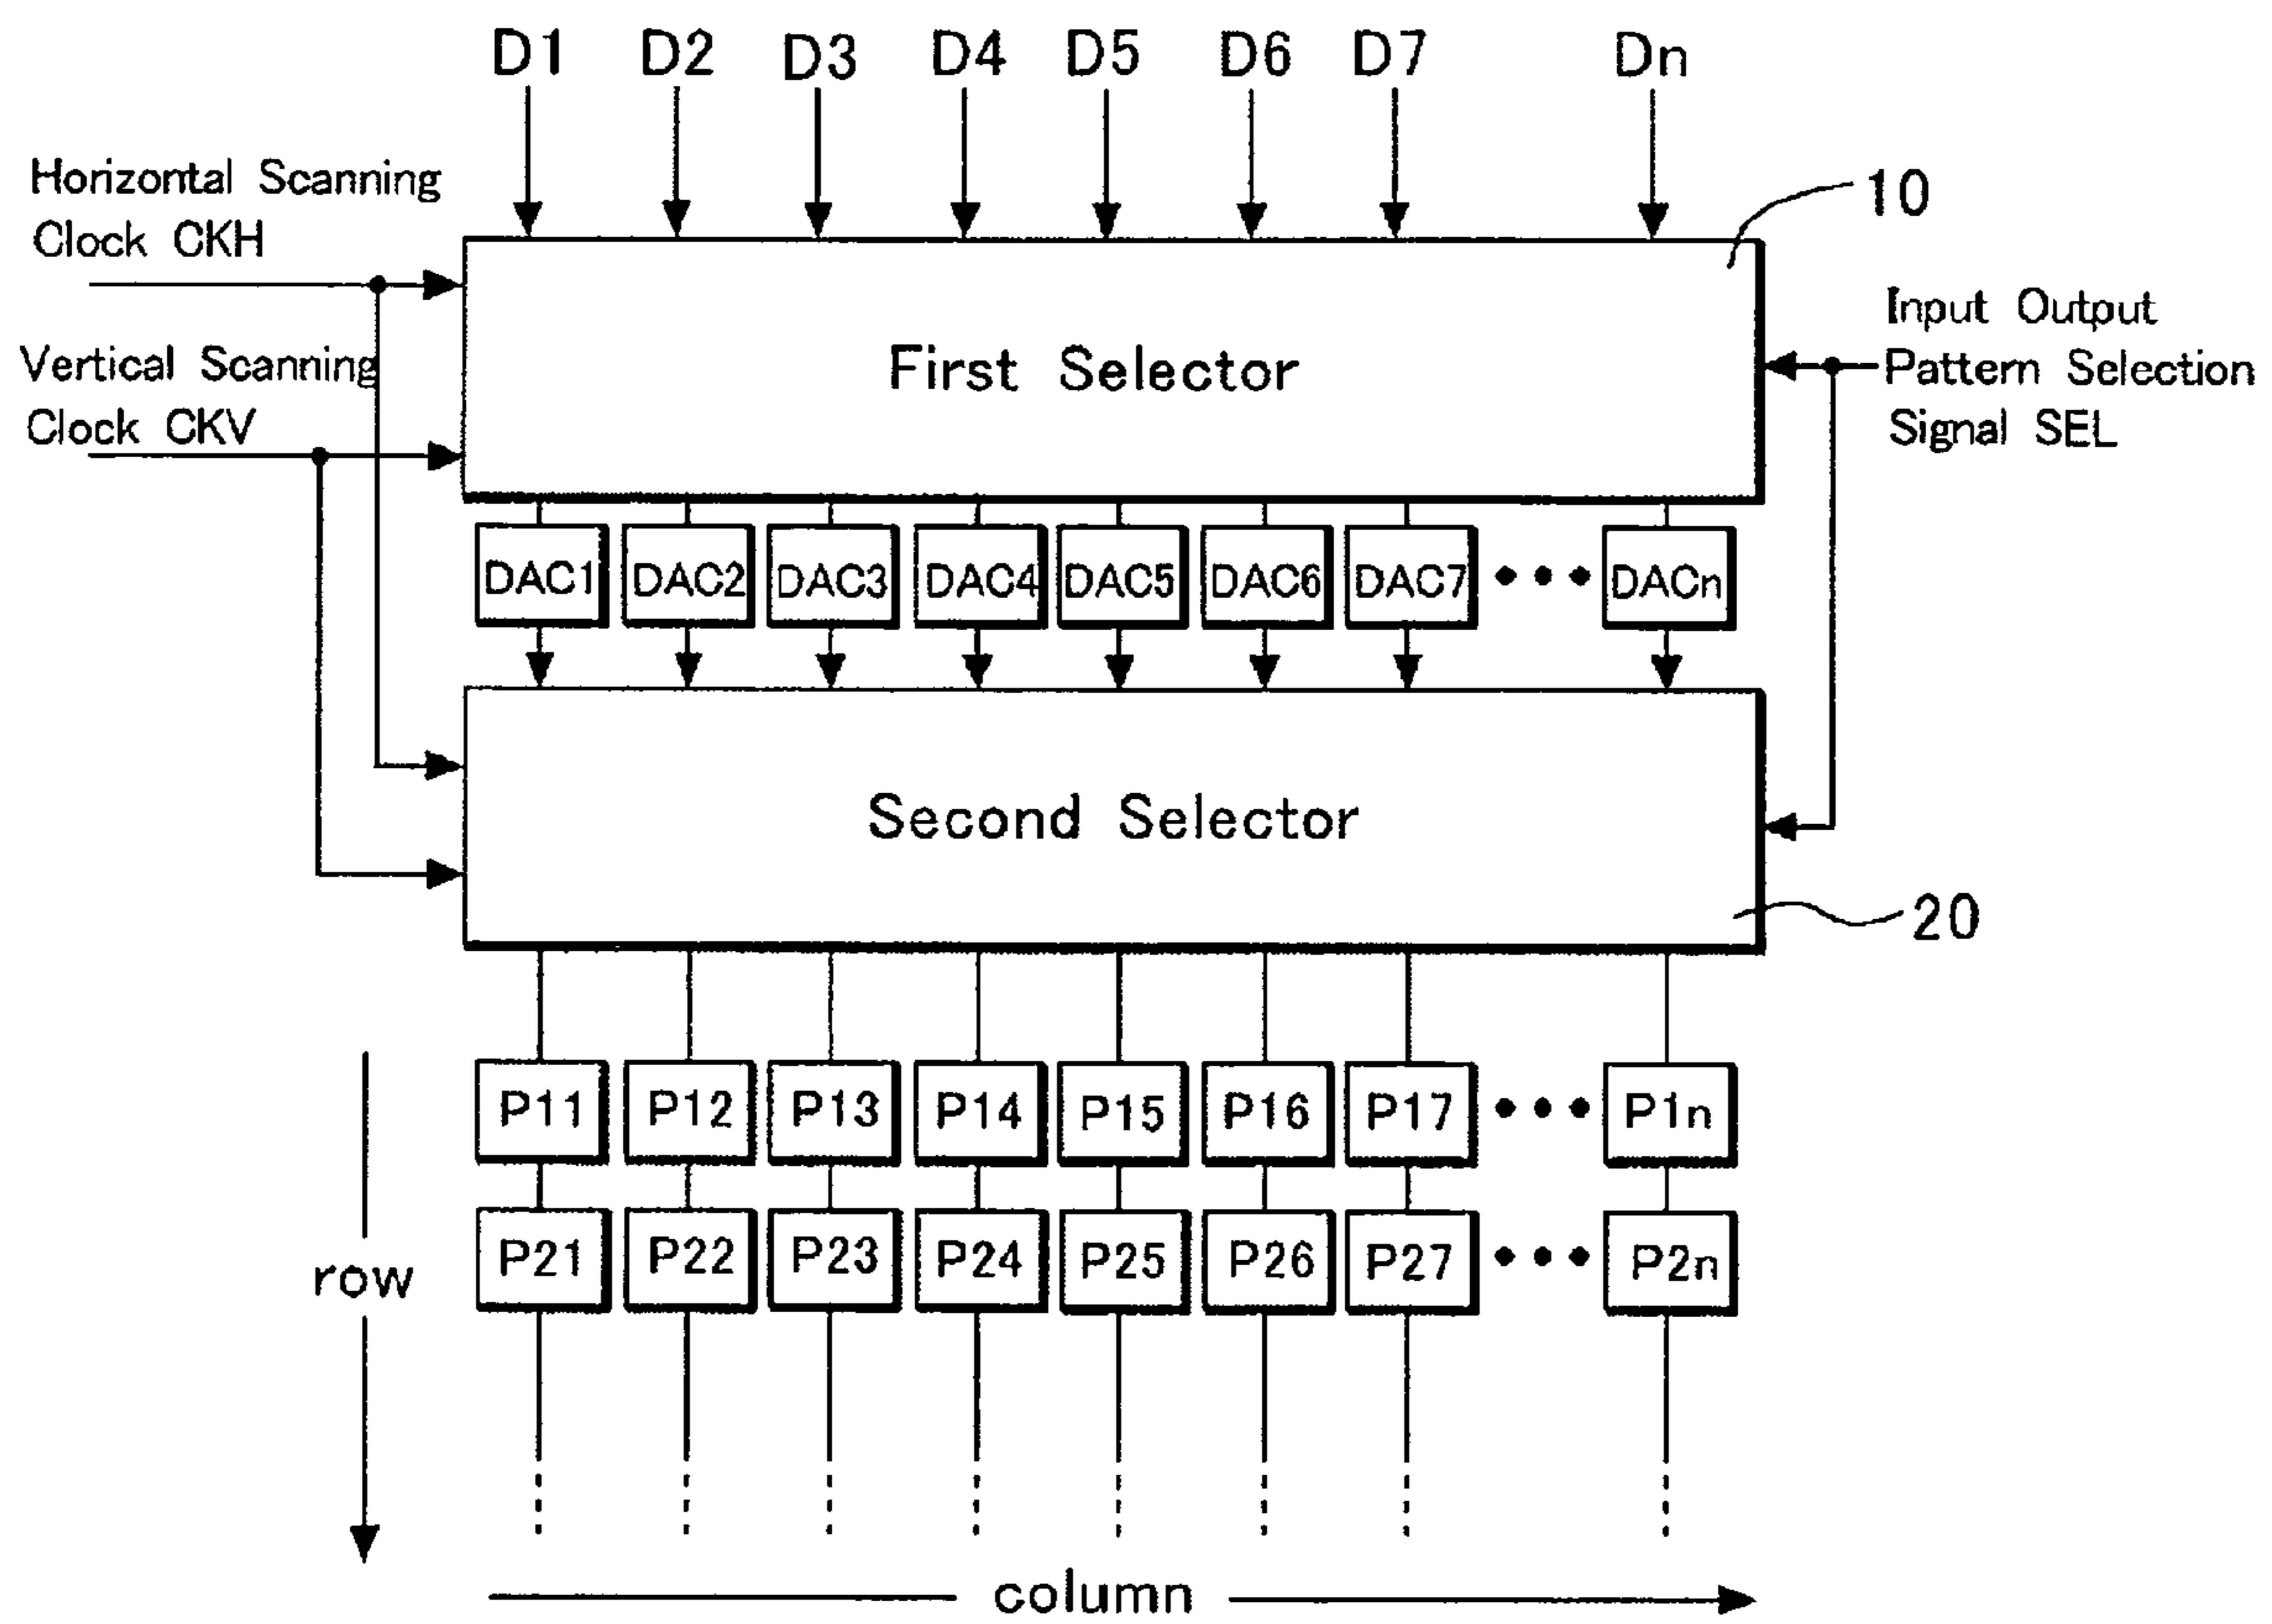 D1 D2 D3 D4 D5 D6 D7 Dn
Horizontal Scanning
Clock CKH
10
Input Output
Pattern Selection
Signal SEL
Vertical Scanning
Clock CKV
First Selector
DAC1 DAC2 DAC3 DAC4 DAC5 DAC6 DAC7 ••• DACn
Second Selector
20
P11 P12 P13 P14 P15 P16 P17 ••• P1n
P21 P22 P23 P24 P25 P26 P27 ••• P2n
row
column